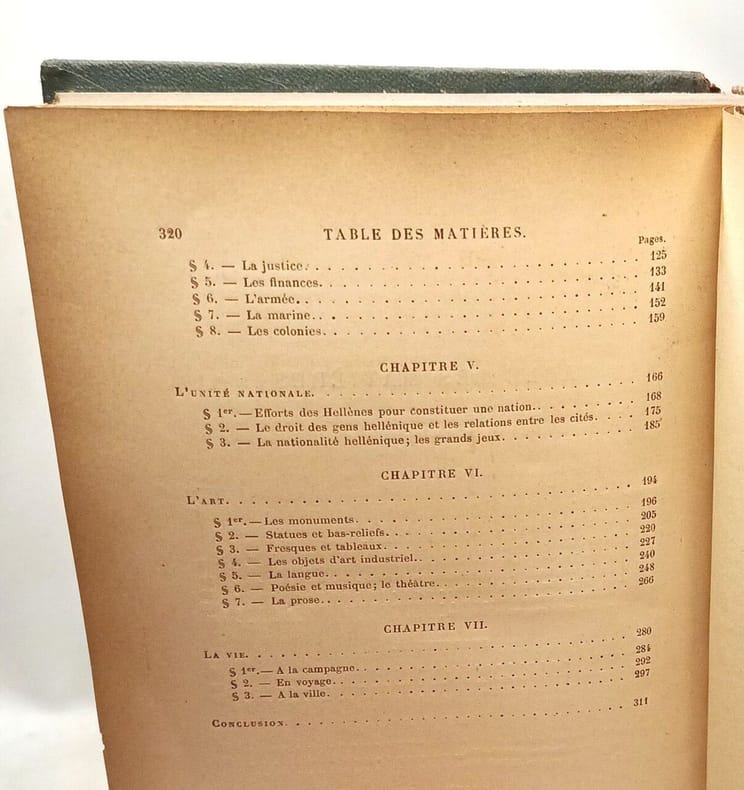 320 TABLE DES MATIÈRES.
Pages.
§ 4. — La justice. 125
§ 5. — Les finances. 133
§ 6. — L'armée. 141
§ 7. — La marine. 152
§ 8. — Les colonies. 159
CHAPITRE V.
L'UNITÉ NATIONALE. 166
§ 1er. — Efforts des Hellènes pour constituer une nation. 168
§ 2. — Le droit des gens hellénique et les relations entre les cités. 175
§ 3. — La nationalité hellénique; les grands jeux. 185
CHAPITRE VI.
L'ART. 194
§ 1er. — Les monuments. 196
§ 2. — Statues et bas-reliefs. 205
§ 3. — Fresques et tableaux. 220
§ 4. — Les objets d'art industriel. 227
§ 5. — La langue. 240
§ 6. — Poésie et musique; le théâtre. 248
§ 7. — La prose. 266
CHAPITRE VII.
LA VIE. 280
§ 1er. — A la campagne. 284
§ 2. — En voyage. 292
§ 3. — A la ville. 297
CONCLUSION. 311